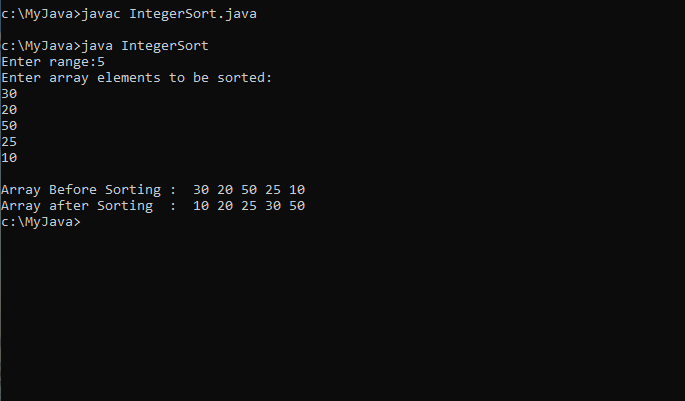 c:\MyJava>javac IntegerSort.java
c:\MyJava>java IntegerSort
Enter range:5
Enter array elements to be sorted:
30
20
50
25
10
Array Before Sorting :  30 20 50 25 10
Array after Sorting  :  10 20 25 30 50
c:\MyJava>